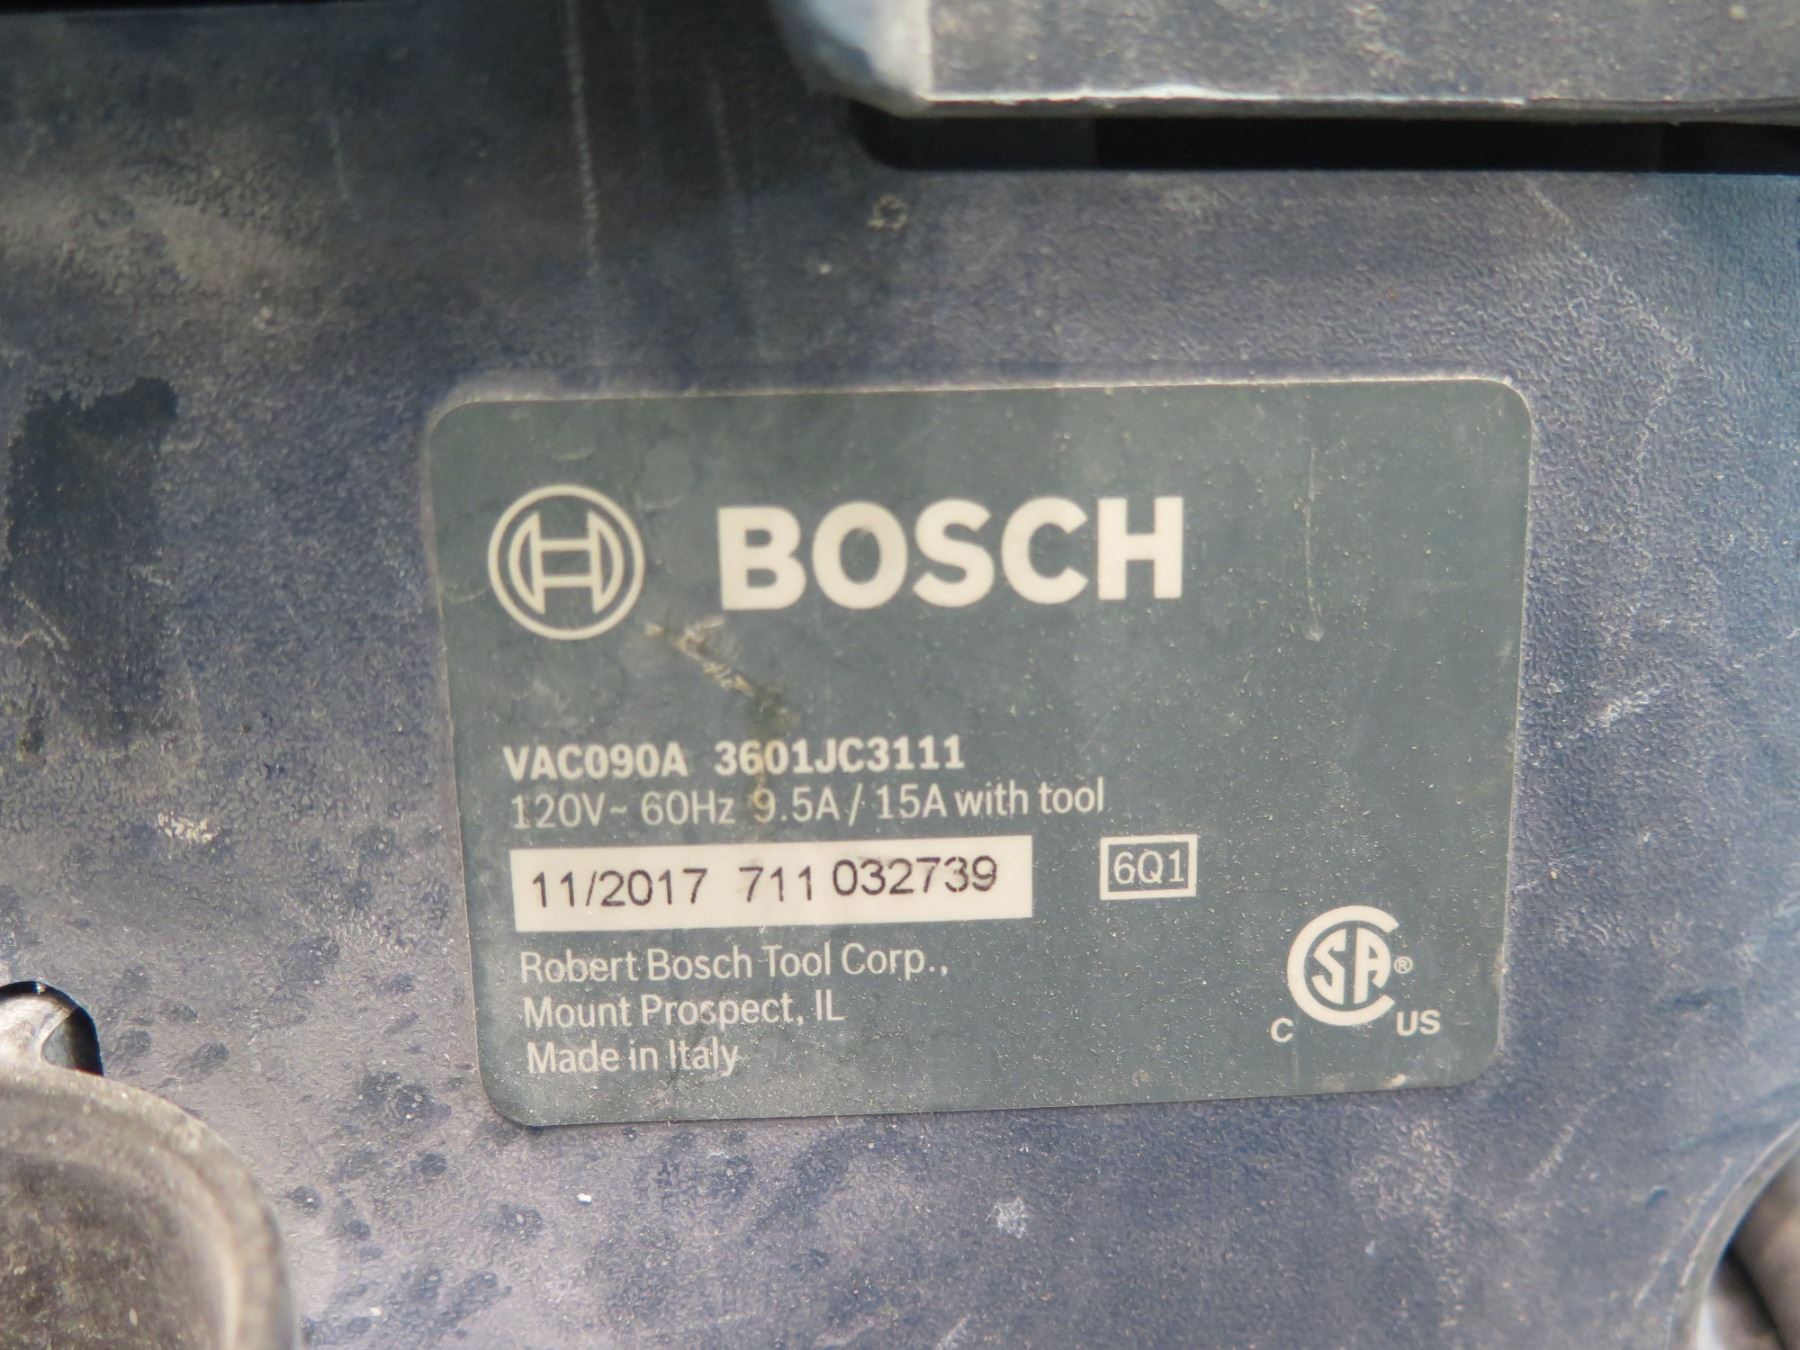 BOSCH
VAC090A 3601JC3111
120V~ 60Hz 9.5A / 15A with tool
11/2017 711 032739
6Q1
Robert Bosch Tool Corp.,
Mount Prospect, IL
Made in Italy
C SA® US